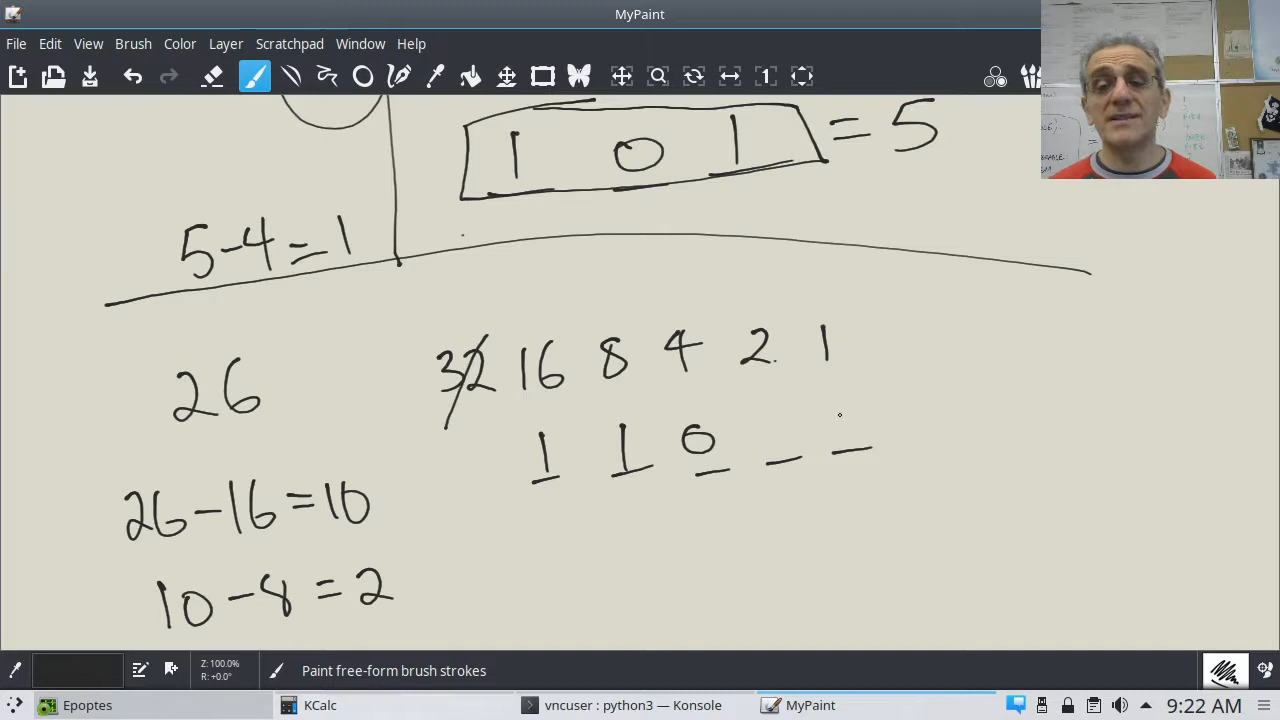 MyPaint
File Edit View Brush Color Layer Scratchpad Window Help
1 0 1 = 5
5-4=1
26
32 16 8 4 2 1
1 1 0 _ _
26-16=10
10-8=2
Z: 100.0%
R: +0.0°
Paint free-form brush strokes
Epoptes
KCalc
vncuser : python3 — Konsole
MyPaint
9:22 AM